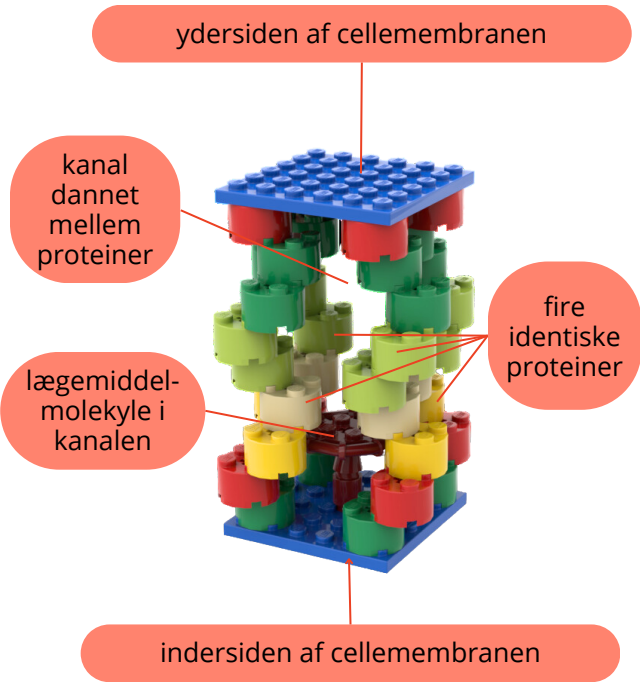 ydersiden af cellemembranen
kanal
dannet
mellem
proteiner
fire
identiske
proteiner
lægemiddel-
molekyle i
kanalen
indersiden af cellemembranen